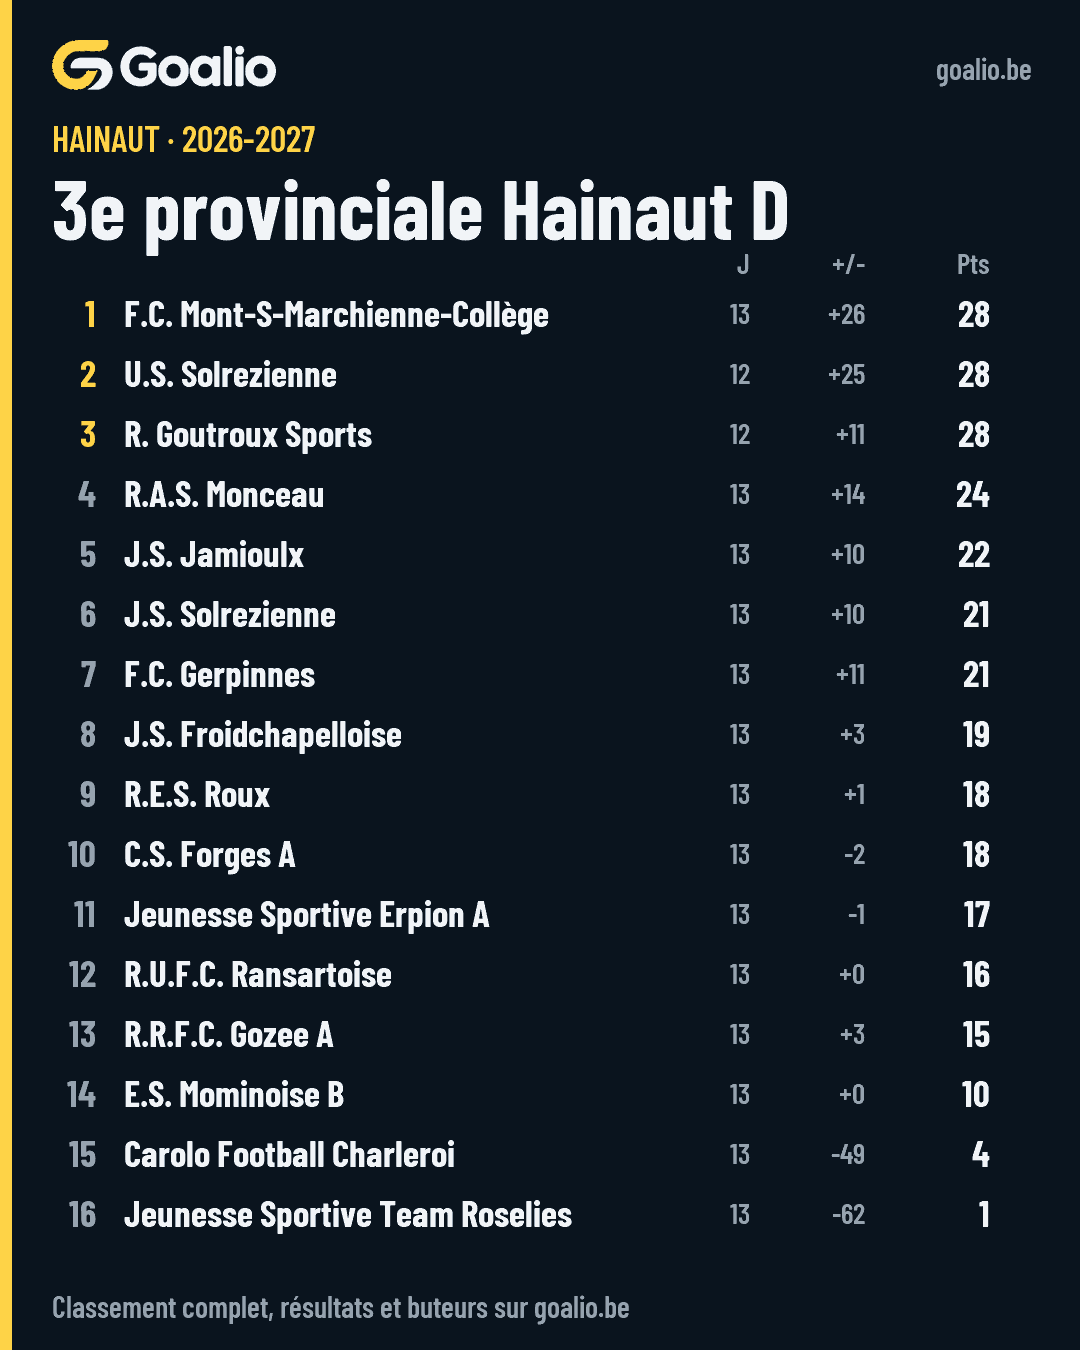 Goalio
goalio.be
HAINAUT · 2026-2027
3e provinciale Hainaut D
J +/- Pts
1 F.C. Mont-S-Marchienne-Collège 13 +26 28
2 U.S. Solrezienne 12 +25 28
3 R. Goutroux Sports 12 +11 28
4 R.A.S. Monceau 13 +14 24
5 J.S. Jamioulx 13 +10 22
6 J.S. Solrezienne 13 +10 21
7 F.C. Gerpinnes 13 +11 21
8 J.S. Froidchapelloise 13 +3 19
9 R.E.S. Roux 13 +1 18
10 C.S. Forges A 13 -2 18
11 Jeunesse Sportive Erpion A 13 -1 17
12 R.U.F.C. Ransartoise 13 +0 16
13 R.R.F.C. Gozee A 13 +3 15
14 E.S. Mominoise B 13 +0 10
15 Carolo Football Charleroi 13 -49 4
16 Jeunesse Sportive Team Roselies 13 -62 1
Classement complet, résultats et buteurs sur goalio.be